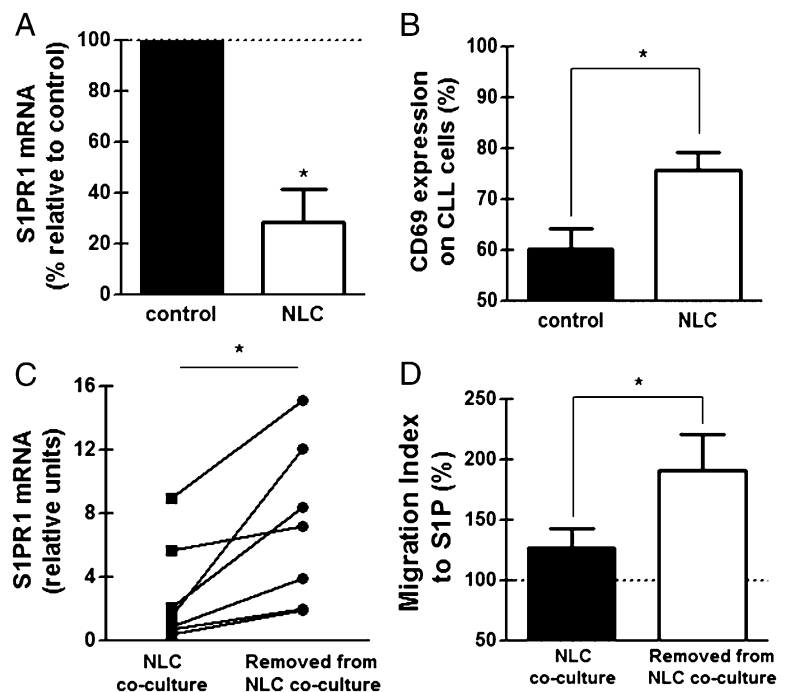 A
S1PR1 mRNA
(% relative to control)
100
80
60
40
20
0
*
control NLC
B
CD69 expression
on CLL cells (%)
100
90
80
70
60
50
*
control NLC
C
S1PR1 mRNA
(relative units)
16
12
8
4
0
*
NLC
co-culture
Removed from
NLC co-culture
D
Migration Index
to S1P (%)
250
200
150
100
50
*
NLC
co-culture
Removed from
NLC co-culture